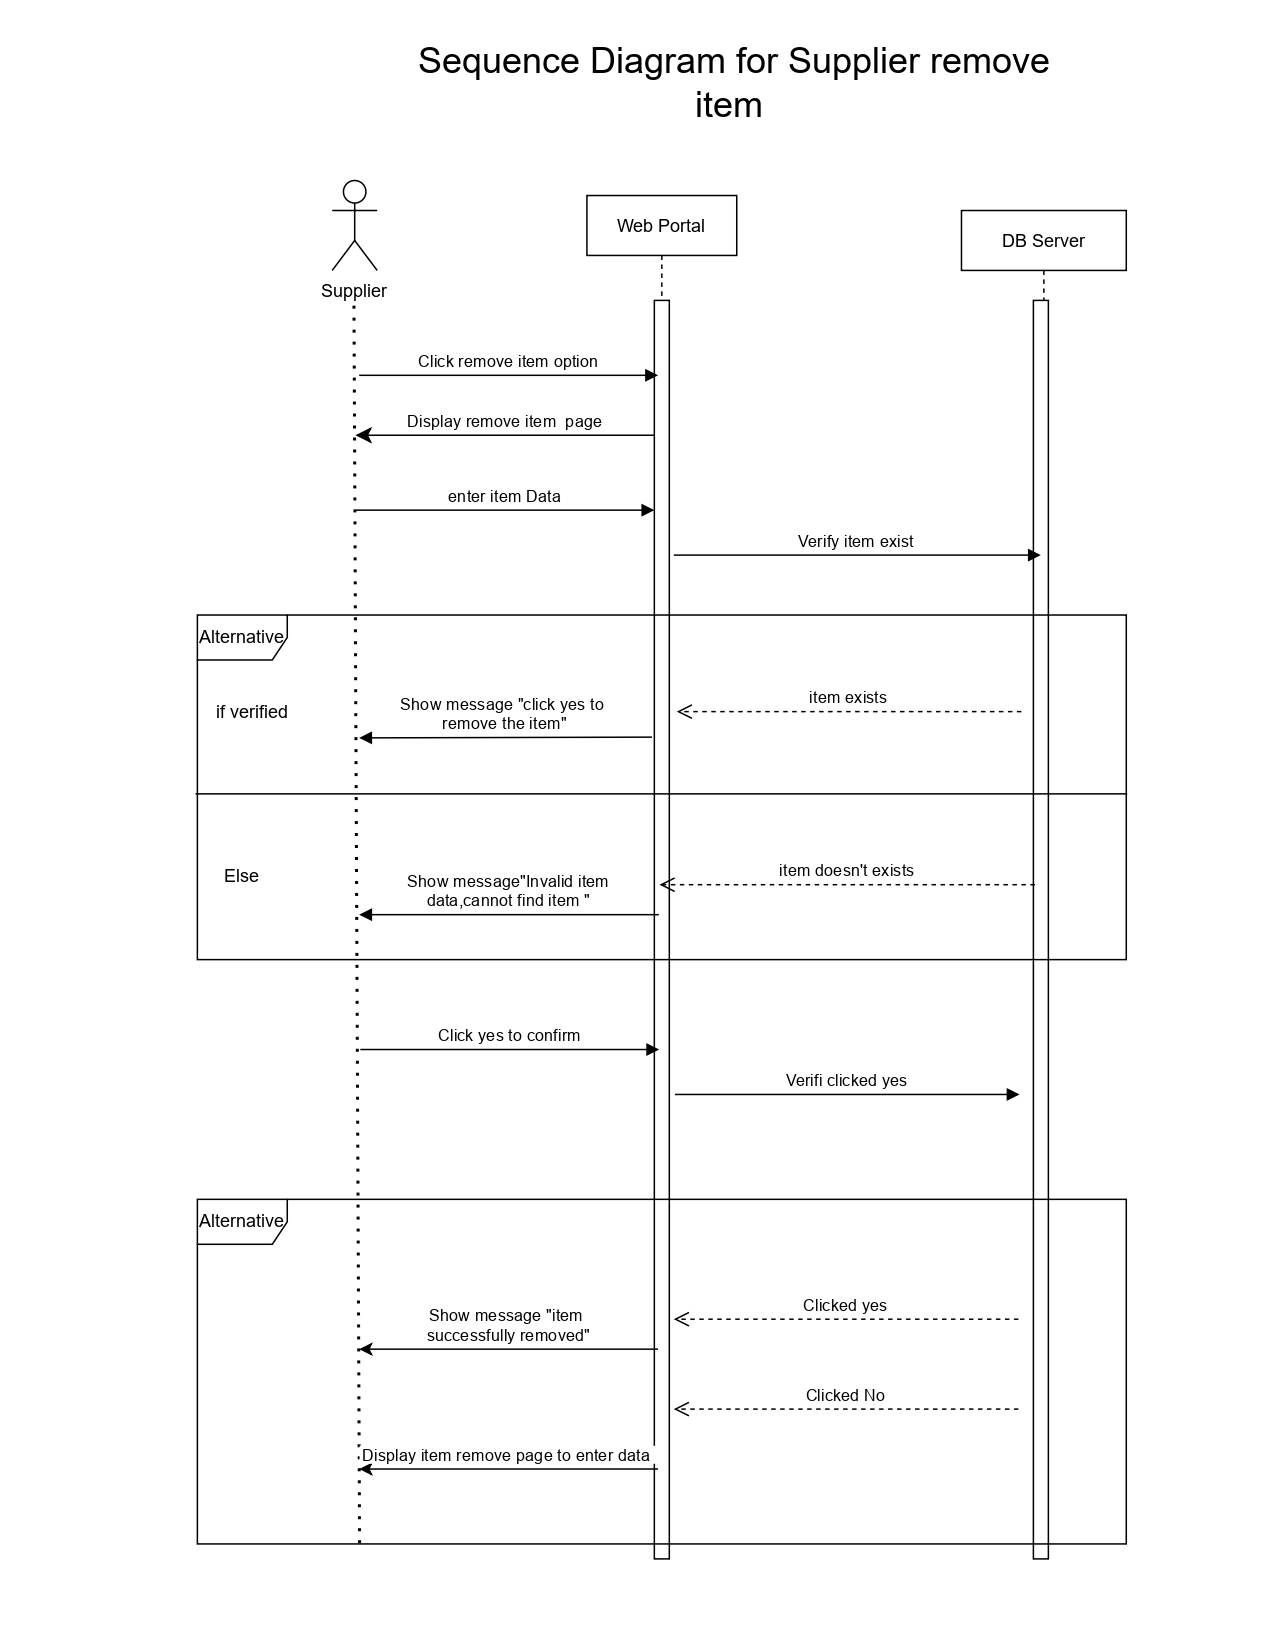 Sequence Diagram for Supplier remove
item
Web Portal
DB Server
Supplier
Click remove item option
Display remove item  page
enter item Data
Verify item exist
Alternative
if verified
item exists
Show message "click yes to
remove the item"
Else
item doesn't exists
Show message"Invalid item
data,cannot find item "
Click yes to confirm
Verifi clicked yes
Alternative
Clicked yes
Show message "item
successfully removed"
Clicked No
Display item remove page to enter data